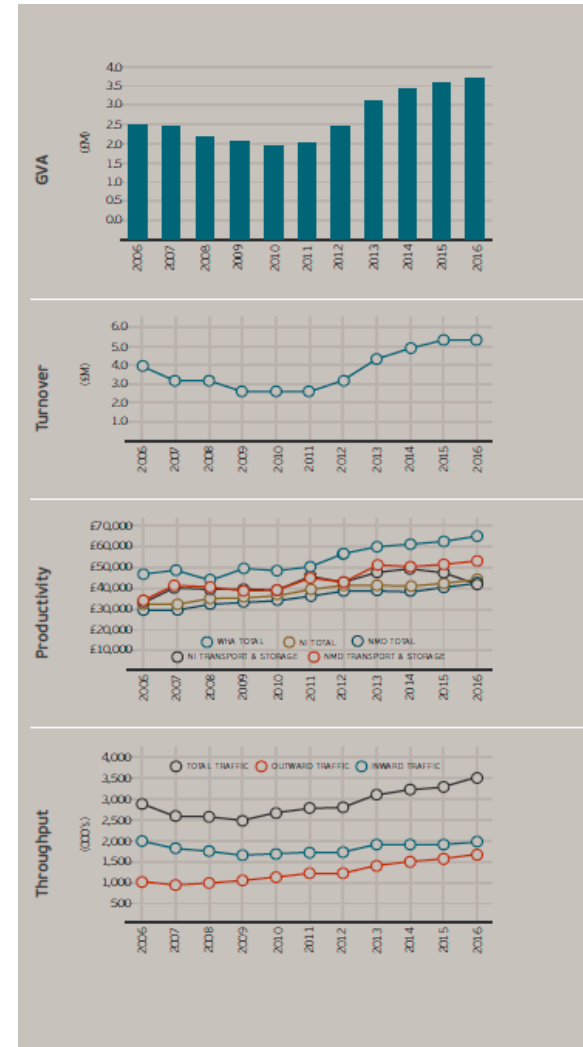 GVA
(£M)
4.0
3.5
3.0
2.5
2.0
1.5
1.0
0.5
0.0
2006 2007 2008 2009 2010 2011 2012 2013 2014 2015 2016
Turnover
(£M)
6.0
5.0
4.0
3.0
2.0
1.0
2006 2007 2008 2009 2010 2011 2012 2013 2014 2015 2016
Productivity
£70,000
£60,000
£50,000
£40,000
£30,000
£20,000
£10,000
WHA TOTAL NI TOTAL NMD TOTAL
NI TRANSPORT & STORAGE NMD TRANSPORT & STORAGE
2006 2007 2008 2009 2010 2011 2012 2013 2014 2015 2016
Throughput
(000's)
4,000
3,500
3,000
2,000
1,500
1,000
500
TOTAL TRAFFIC OUTWARD TRAFFIC INWARD TRAFFIC
2006 2007 2008 2009 2010 2011 2012 2013 2014 2015 2016